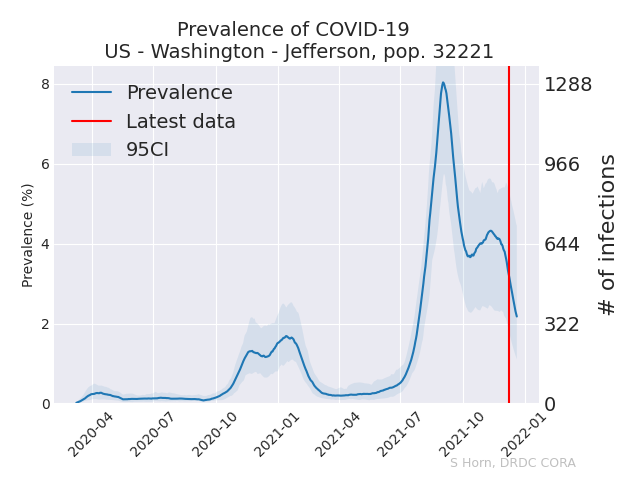 Prevalence of COVID-19
US - Washington - Jefferson, pop. 32221
Prevalence
Latest data
95CI
Prevalence (%)
8
6
4
2
0
1288
966
644
322
0
# of infections
2020-04
2020-07
2020-10
2021-01
2021-04
2021-07
2021-10
2022-01
S Horn, DRDC CORA